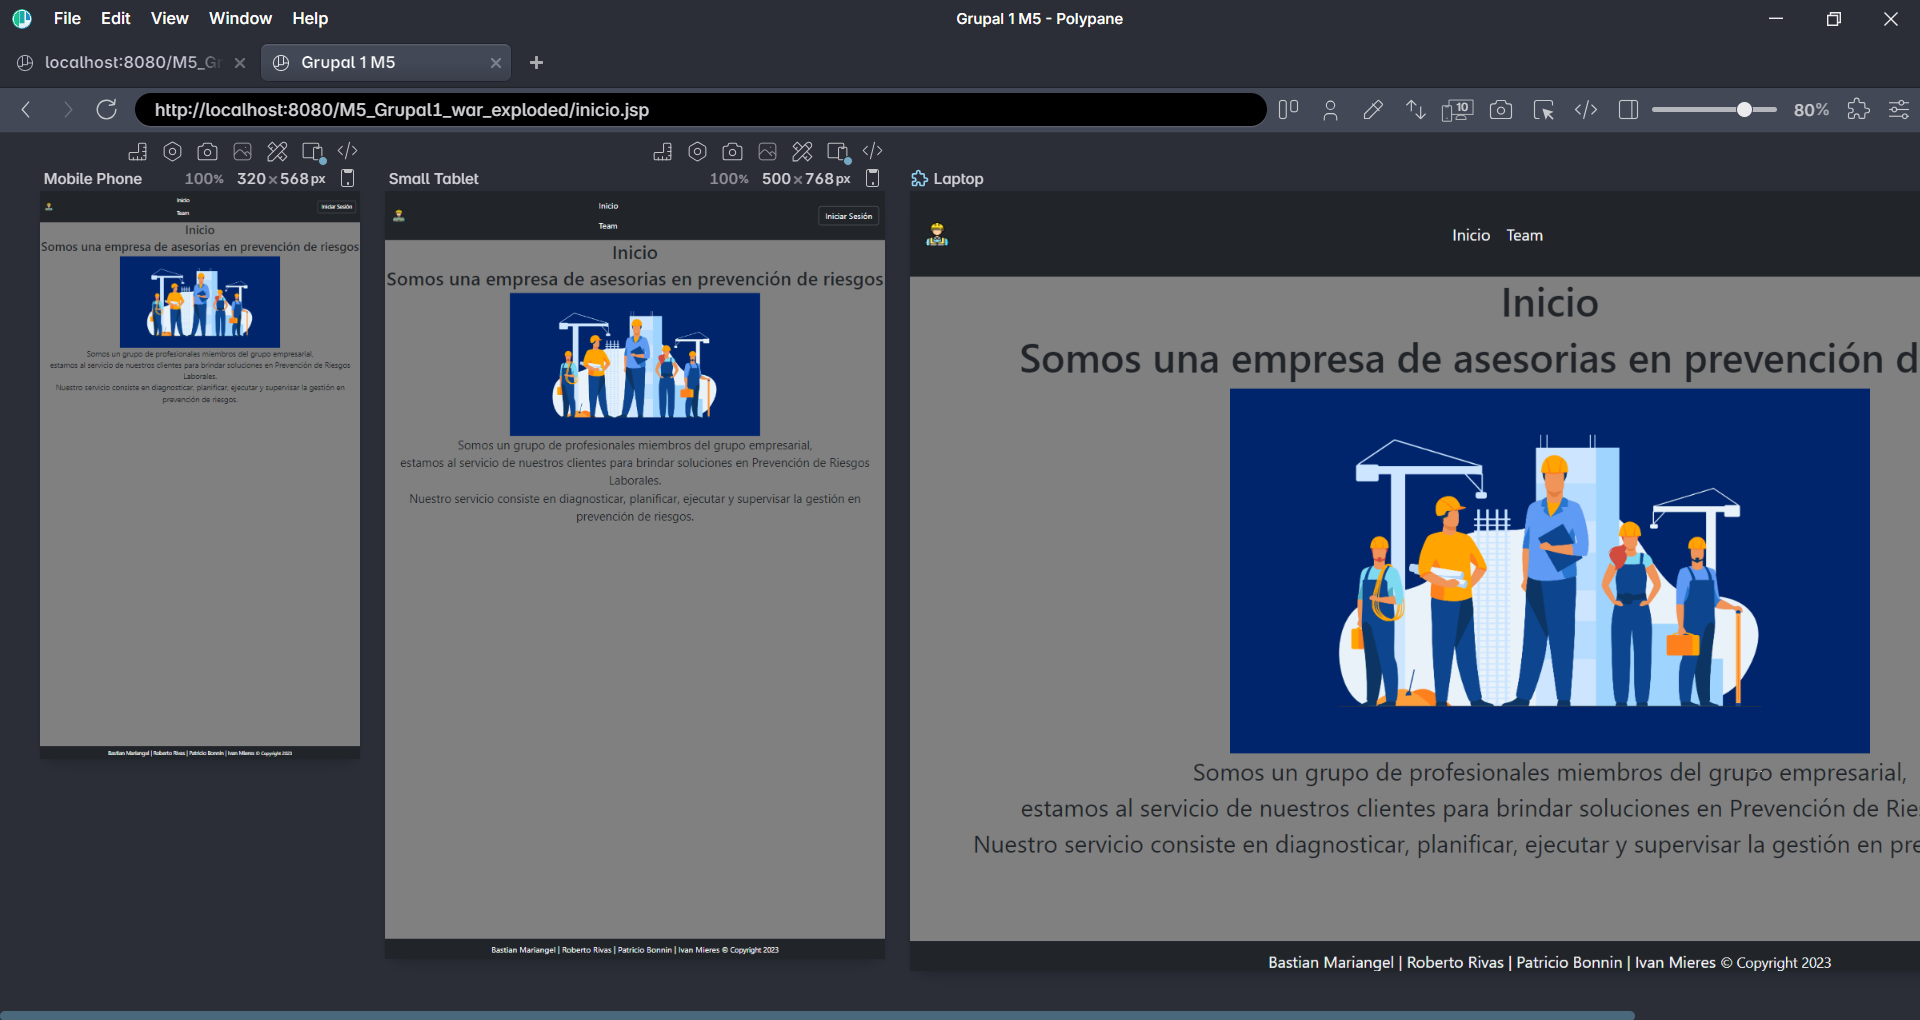 File Edit View Window Help
Grupal 1 M5 - Polypane
localhost:8080/M5_Gr
Grupal 1 M5
http://localhost:8080/M5_Grupal1_war_exploded/inicio.jsp
10
80%
Mobile Phone 100% 320×568px
Inicio
Team
Iniciar Sesión
Inicio
Somos una empresa de asesorias en prevención de riesgos
Somos un grupo de profesionales miembros del grupo empresarial,
estamos al servicio de nuestros clientes para brindar soluciones en Prevención de Riesgos
Laborales.
Nuestro servicio consiste en diagnosticar, planificar, ejecutar y supervisar la gestión en
prevención de riesgos.
Bastian Mariangel | Roberto Rivas | Patricio Bonnin | Ivan Mieres © Copyright 2023
Small Tablet 100% 500×768px
Inicio
Team
Iniciar Sesión
Inicio
Somos una empresa de asesorias en prevención de riesgos
Somos un grupo de profesionales miembros del grupo empresarial,
estamos al servicio de nuestros clientes para brindar soluciones en Prevención de Riesgos
Laborales.
Nuestro servicio consiste en diagnosticar, planificar, ejecutar y supervisar la gestión en
prevención de riesgos.
Bastian Mariangel | Roberto Rivas | Patricio Bonnin | Ivan Mieres © Copyright 2023
Laptop
Inicio Team
Inicio
Somos una empresa de asesorias en prevención d
Somos un grupo de profesionales miembros del grupo empresarial,
estamos al servicio de nuestros clientes para brindar soluciones en Prevención de Rie
Nuestro servicio consiste en diagnosticar, planificar, ejecutar y supervisar la gestión en pre
Bastian Mariangel | Roberto Rivas | Patricio Bonnin | Ivan Mieres © Copyright 2023